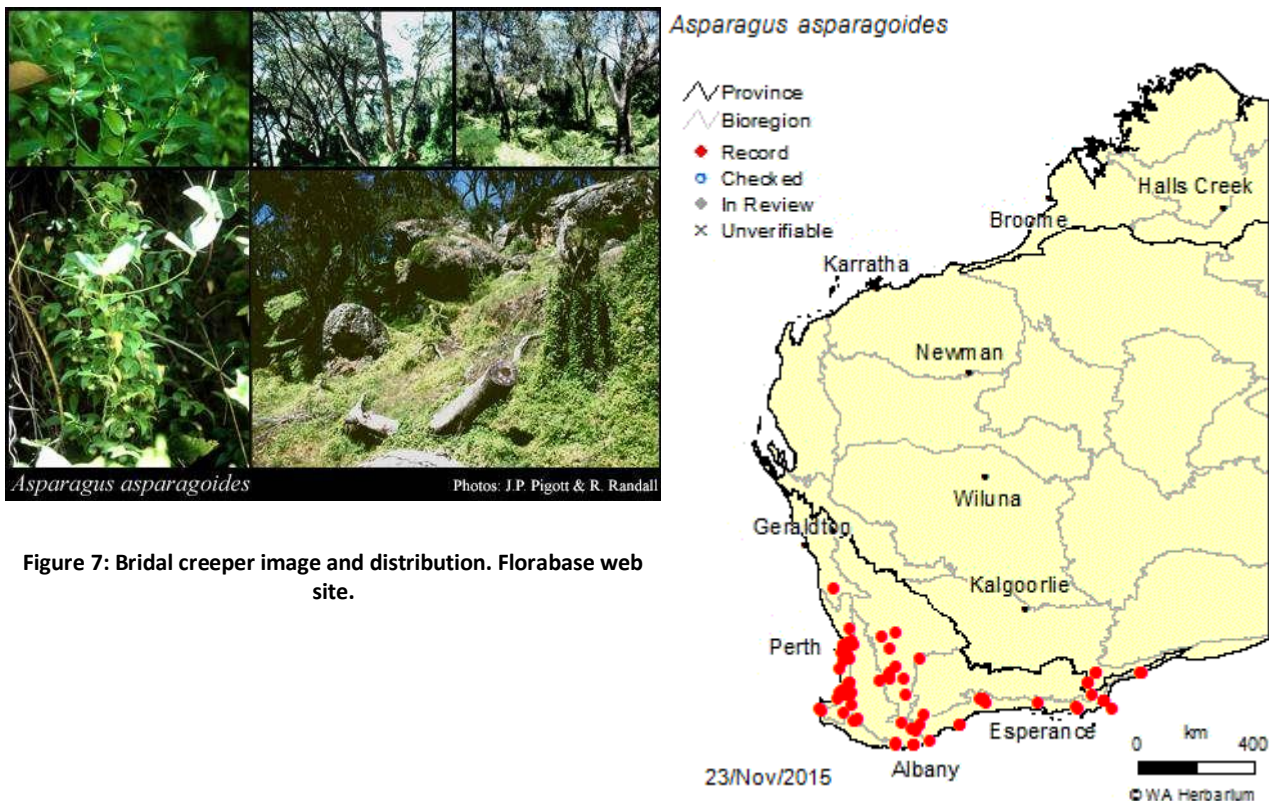 Asparagus asparagoides
Photos: J.P. Pigott & R. Randall
Figure 7: Bridal creeper image and distribution. Florabase web
site.
Asparagus asparagoides
Province
Bioregion
Record
Checked
In Review
Unverifiable
Halls Creek
Broome
Karratha
Newman
Wiluna
Geraldton
Kalgoorlie
Perth
Esperance
Albany
0 km 400
23/Nov/2015
© WA Herbarium